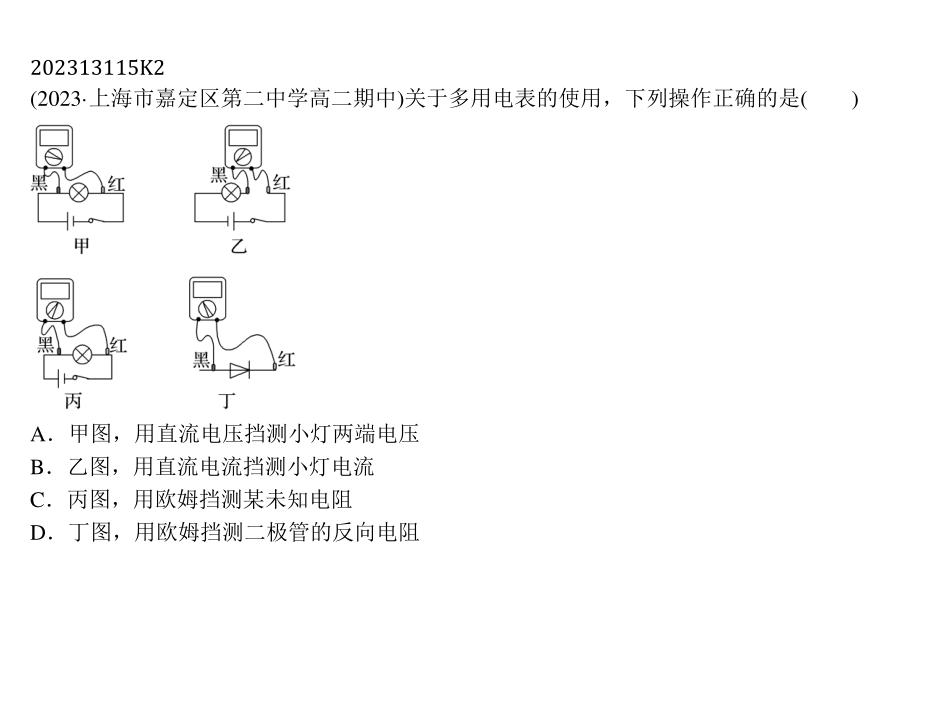 202313115K2
(2023·上海市嘉定区第二中学高二期中)关于多用电表的使用，下列操作正确的是(　　)
黑 红 黑 红
甲 乙
黑 红 黑 红
丙 丁
A．甲图，用直流电压挡测小灯两端电压
B．乙图，用直流电流挡测小灯电流
C．丙图，用欧姆挡测某未知电阻
D．丁图，用欧姆挡测二极管的反向电阻